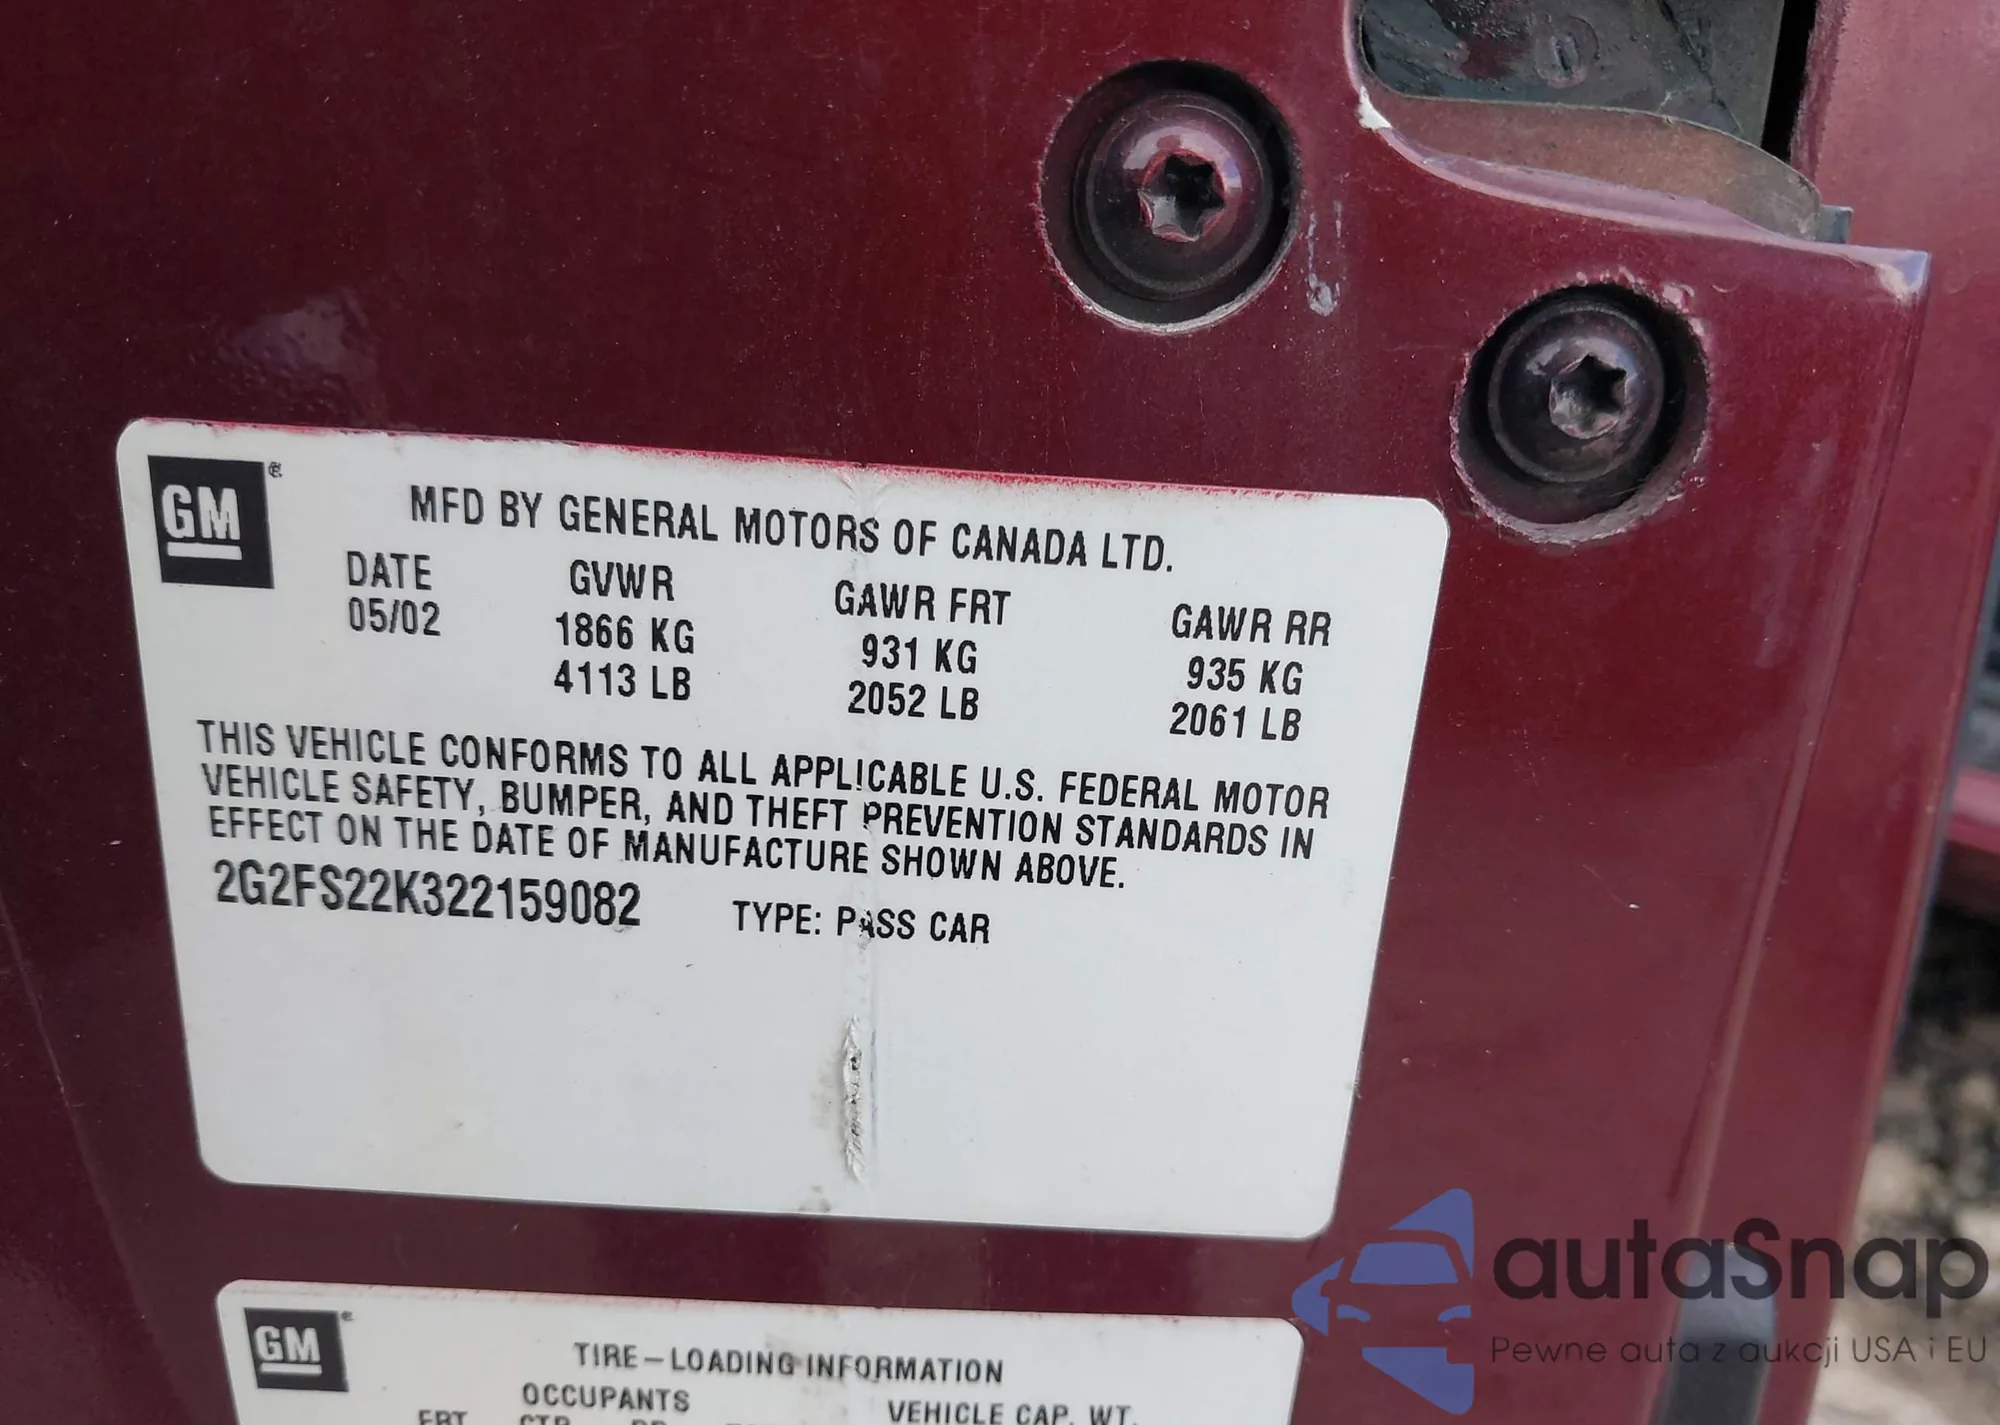 GM
MFD BY GENERAL MOTORS OF CANADA LTD.
DATE GVWR GAWR FRT GAWR RR
05/02 1866 KG 931 KG 935 KG
4113 LB 2052 LB 2061 LB
THIS VEHICLE CONFORMS TO ALL APPLICABLE U.S. FEDERAL MOTOR
VEHICLE SAFETY, BUMPER, AND THEFT PREVENTION STANDARDS IN
EFFECT ON THE DATE OF MANUFACTURE SHOWN ABOVE.
2G2FS22K322159082 TYPE: PASS CAR
GM
TIRE-LOADING INFORMATION
OCCUPANTS
VEHICLE CAP. WT.
FRT CTR RR
autaSnap
Pewne auta z aukcji USA i EU